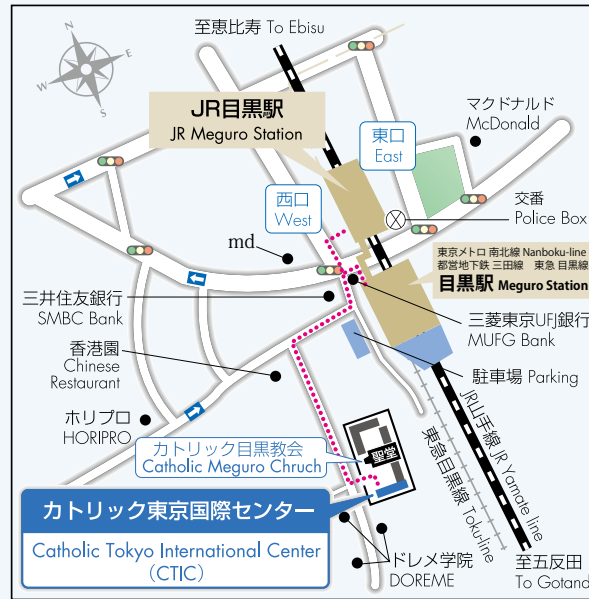 N
E
S
W
至恵比寿 To Ebisu
JR目黒駅
JR Meguro Station
東口
East
マクドナルド
McDonald
西口
West
交番
Police Box
md
東京メトロ 南北線 Nanboku-line
都営地下鉄 三田線 東急 目黒線
目黒駅 Meguro Station
三井住友銀行
SMBC Bank
三菱東京UFJ銀行
MUFG Bank
香港園
Chinese
Restaurant
駐車場 Parking
ホリプロ
HORIPRO
カトリック目黒教会
Catholic Meguro Chruch
聖堂
JR山手線 JR Yamate line
東急目黒線 Toku-line
カトリック東京国際センター
Catholic Tokyo International Center
(CTIC)
ドレメ学院
DOREME
至五反田
To Gotand